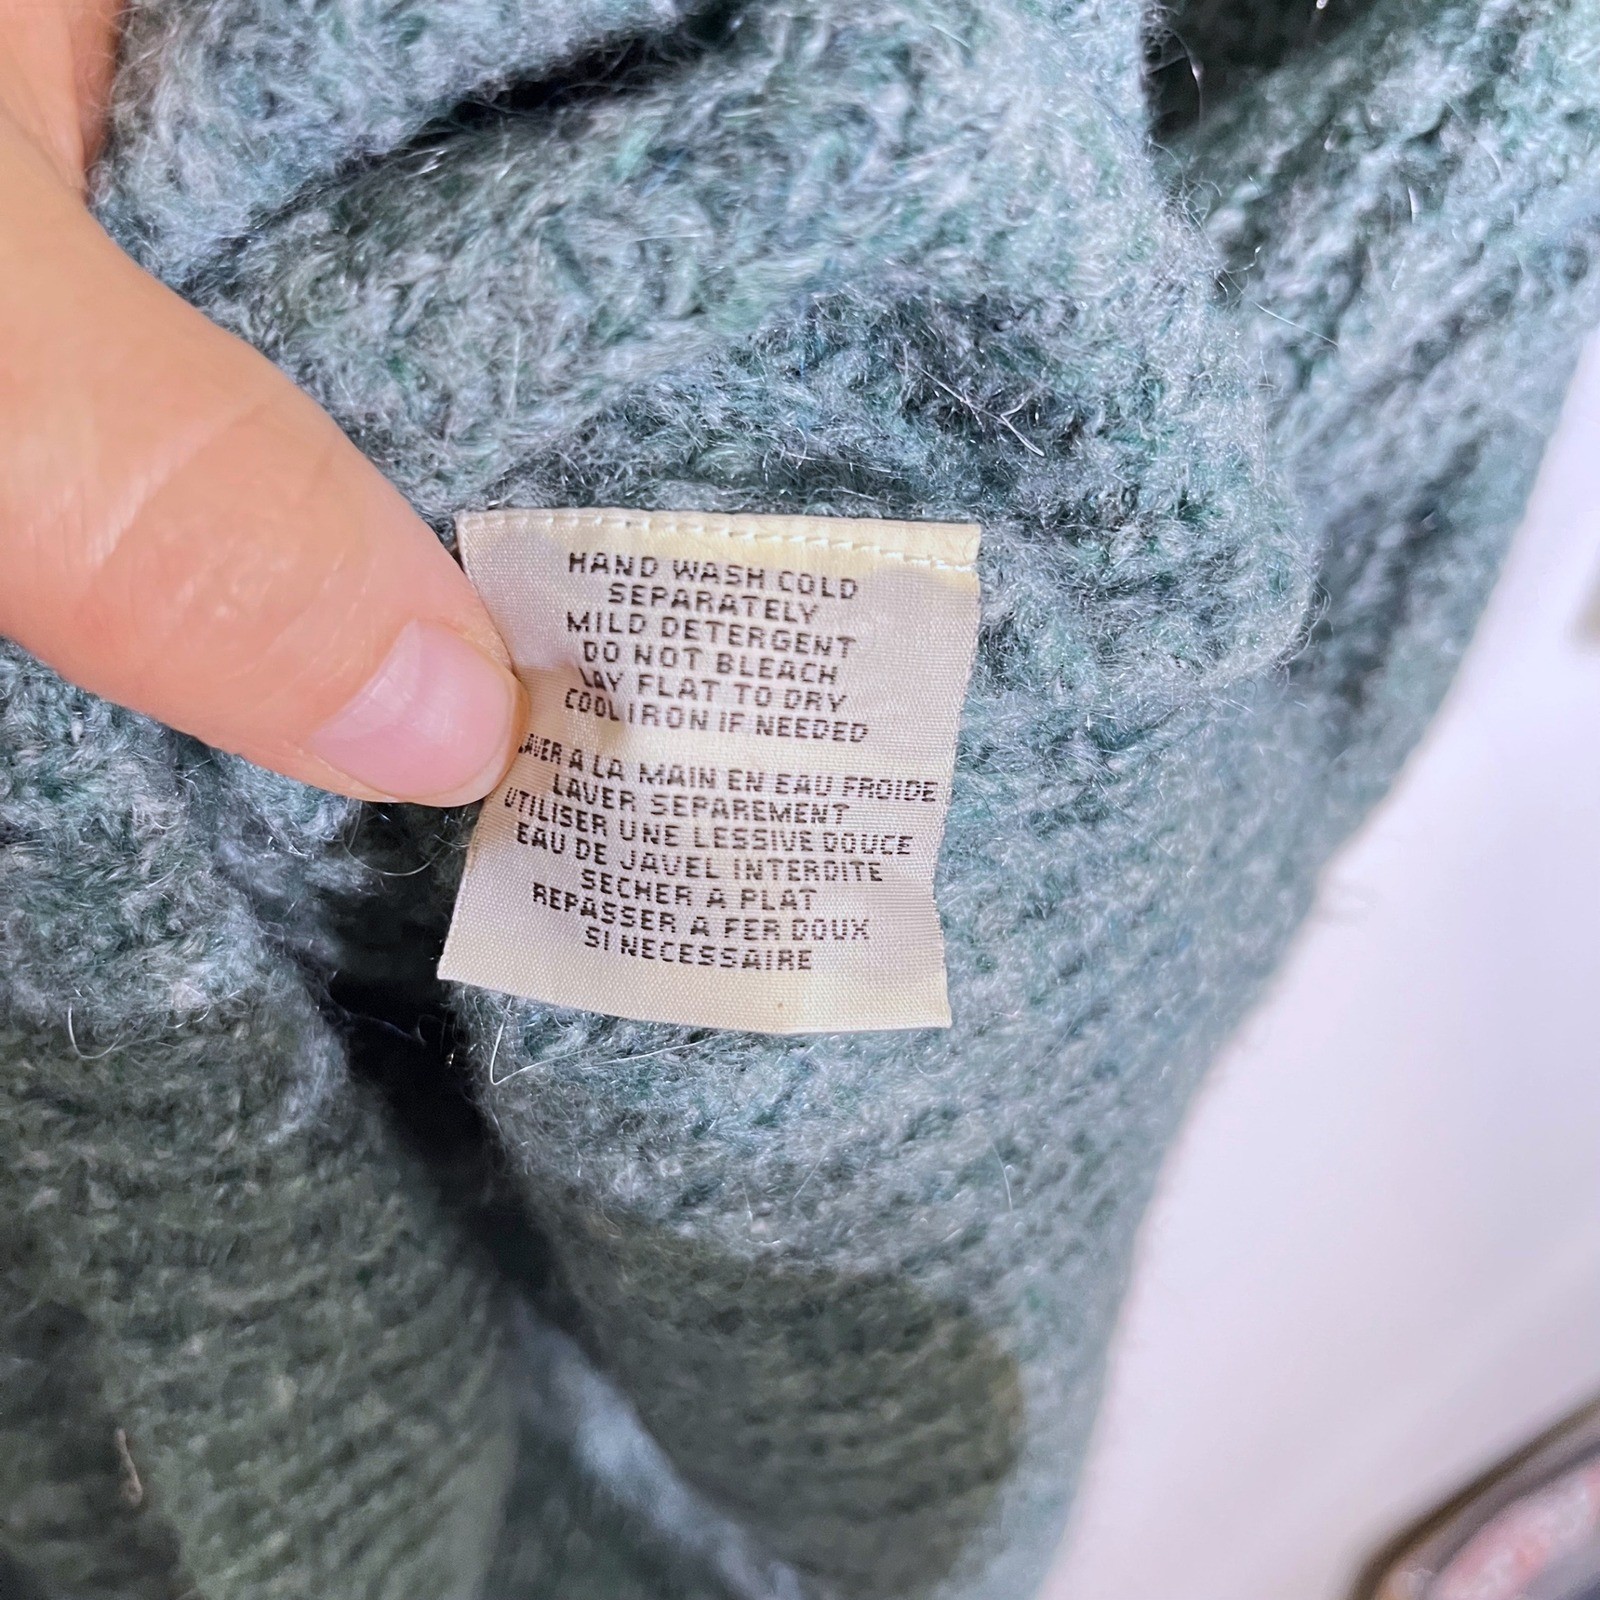 HAND WASH COLD
SEPARATELY
MILD DETERGENT
DO NOT BLEACH
LAY FLAT TO DRY
COOL IRON IF NEEDED
LAVER A LA MAIN EN EAU FROIDE
LAVER SEPAREMENT
UTILISER UNE LESSIVE DOUCE
EAU DE JAVEL INTERDITE
SECHER A PLAT
REPASSER A FER DOUX
SI NECESSAIRE